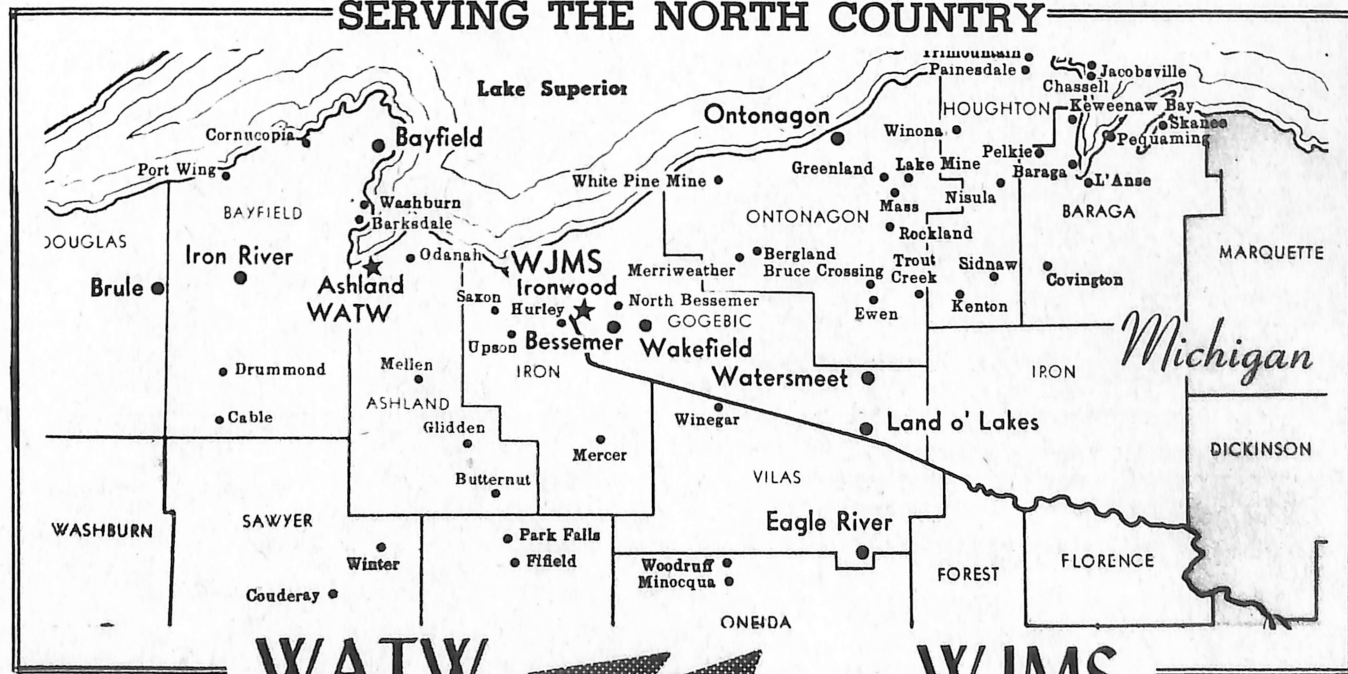 SERVING THE NORTH COUNTRY
Trimountain
Painesdale
Jacobsville
Chassell
Lake Superior
HOUGHTON
Keweenaw Bay
Ontonagon
Skanee
Cornucopia
Bayfield
Winona
Pequaming
Pelkie
Port Wing
Greenland
Lake Mine
Baraga
L'Anse
White Pine Mine
Nisula
Washburn
Mass
BAYFIELD
ONTONAGON
BARAGA
Barksdale
Rockland
DOUGLAS
MARQUETTE
Iron River
Odanah
WJMS
Bergland
Trout
Creek
Sidnaw
Merriweather
Bruce Crossing
Brule
Ashland
WATW
Ironwood
Covington
Saxon
Hurley
North Bessemer
GOGEBIC
Ewen
Kenton
Upson
Bessemer
Wakefield
Michigan
Mellen
IRON
Drummond
Watersmeet
IRON
ASHLAND
Cable
Glidden
Winegar
Land o' Lakes
Mercer
DICKINSON
Butternut
VILAS
WASHBURN
SAWYER
Eagle River
Park Falls
Winter
Fifield
Woodruff
Minocqua
FOREST
FLORENCE
Couderay
ONEIDA
WATW
WJMS